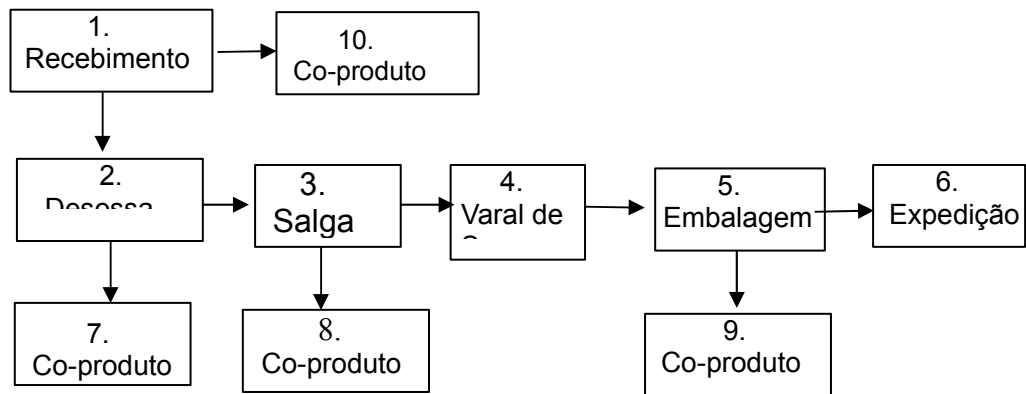 1.
Recebimento
10.
Co-produto
2.
Desossa
3.
Salga
4.
Varal de
5.
Embalagem
6.
Expedição
7.
Co-produto
8.
Co-produto
9.
Co-produto